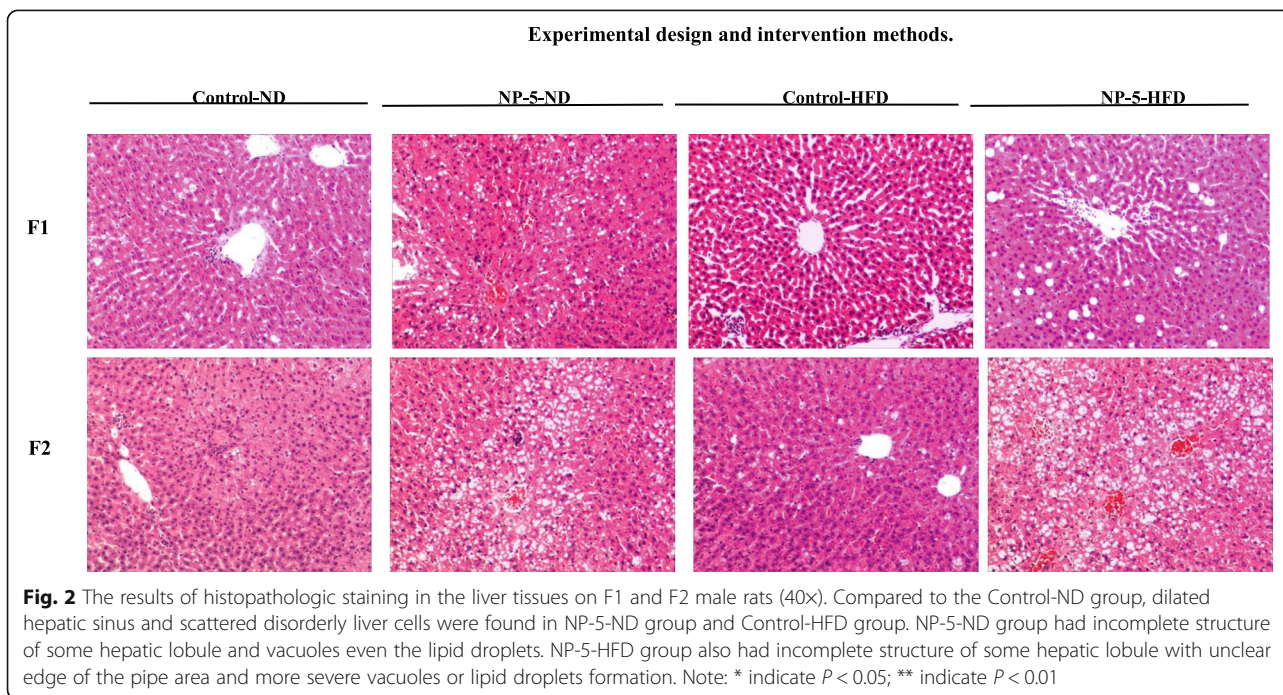 Experimental design and intervention methods.
Control-ND NP-5-ND Control-HFD NP-5-HFD
F1
F2
Fig. 2 The results of histopathologic staining in the liver tissues on F1 and F2 male rats (40×). Compared to the Control-ND group, dilated
hepatic sinus and scattered disorderly liver cells were found in NP-5-ND group and Control-HFD group. NP-5-ND group had incomplete structure
of some hepatic lobule and vacuoles even the lipid droplets. NP-5-HFD group also had incomplete structure of some hepatic lobule with unclear
edge of the pipe area and more severe vacuoles or lipid droplets formation. Note: * indicate P < 0.05; ** indicate P < 0.01